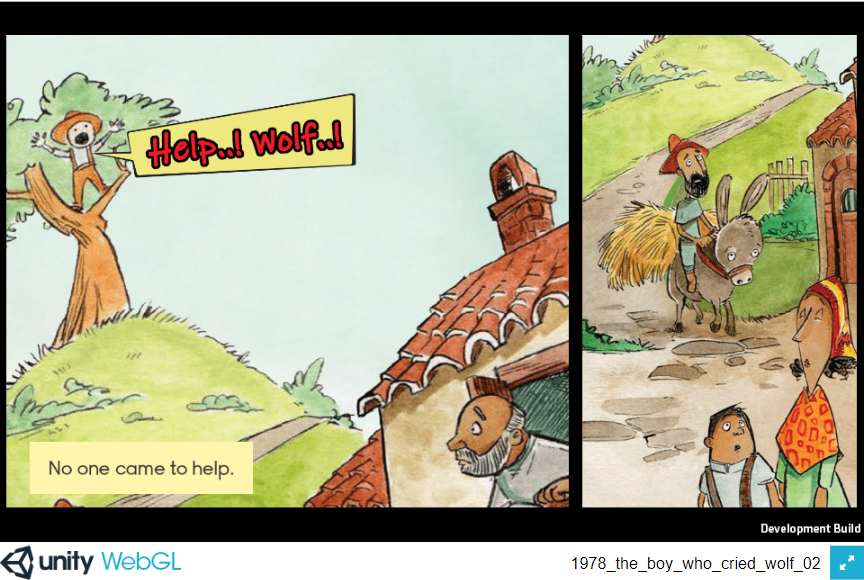 Help..! Wolf..!
No one came to help.
Development Build
unity WebGL
1978_the_boy_who_cried_wolf_02